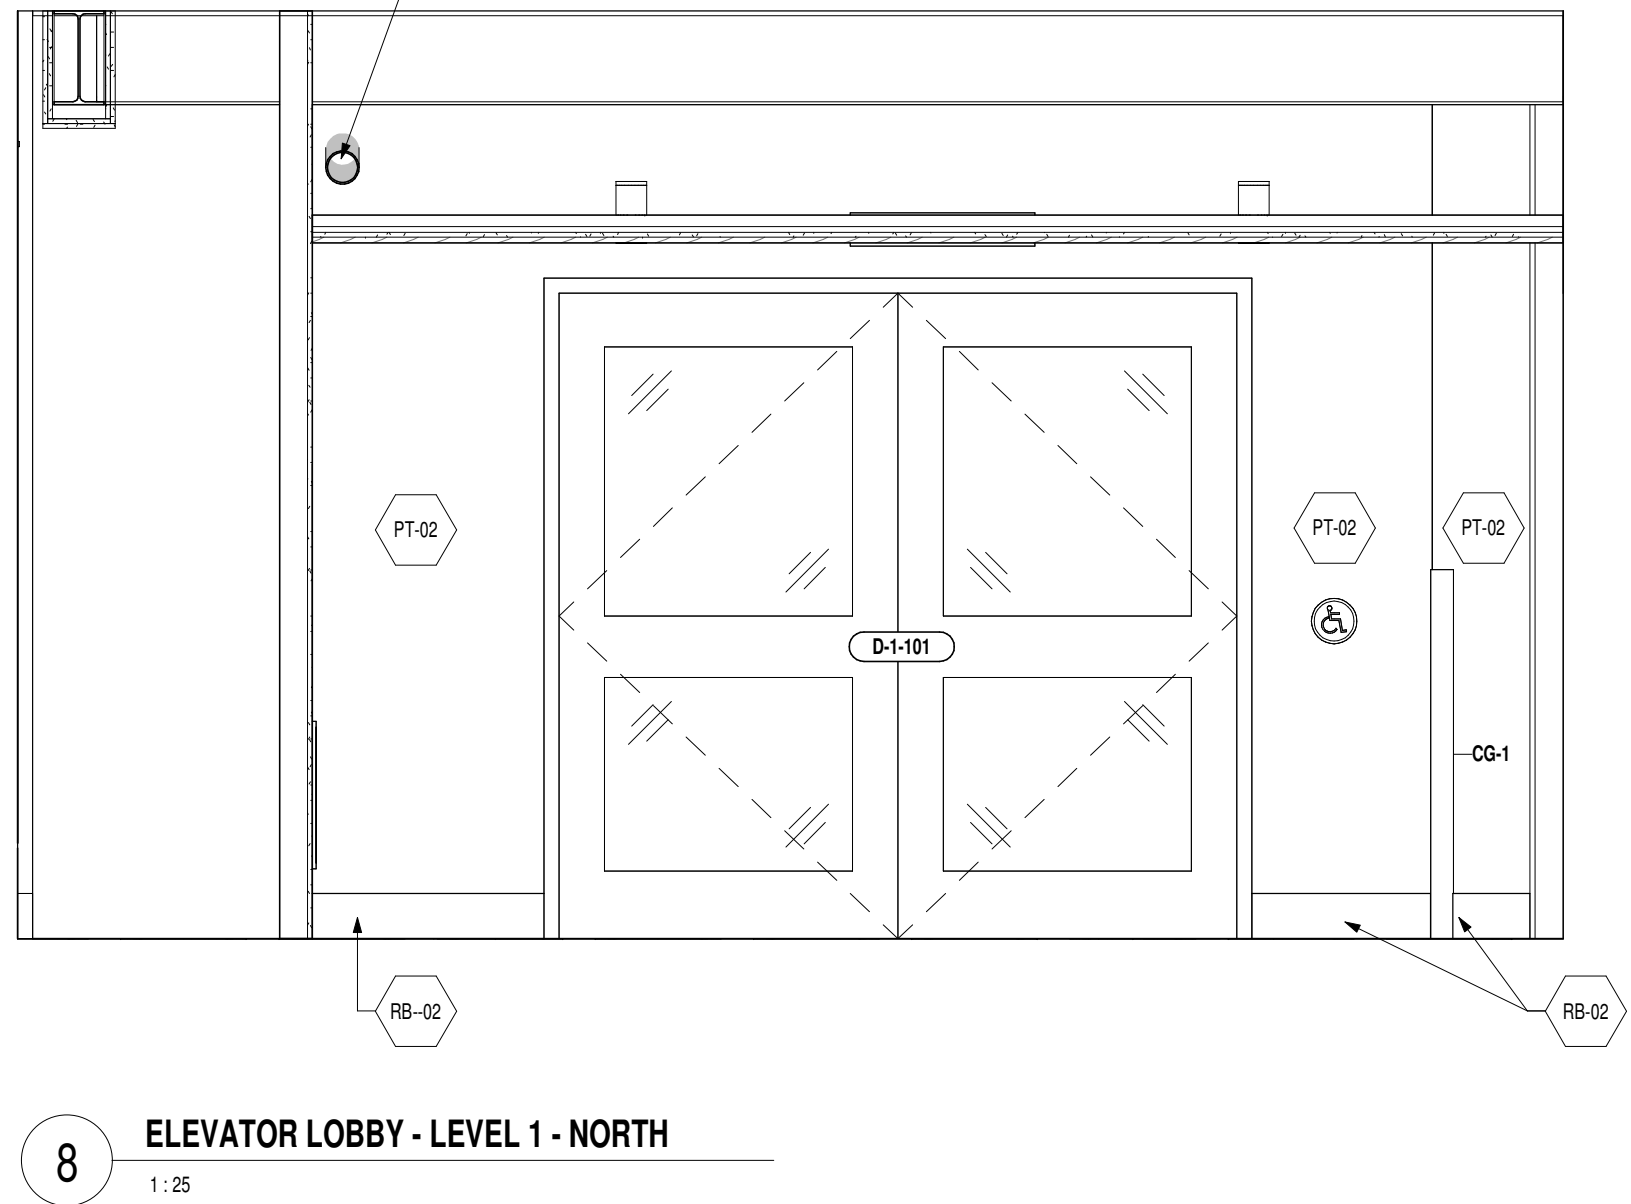 PT-02
PT-02
PT-02
D-1-101
CG-1
RB--02
RB-02
8
ELEVATOR LOBBY - LEVEL 1 - NORTH
1 : 25